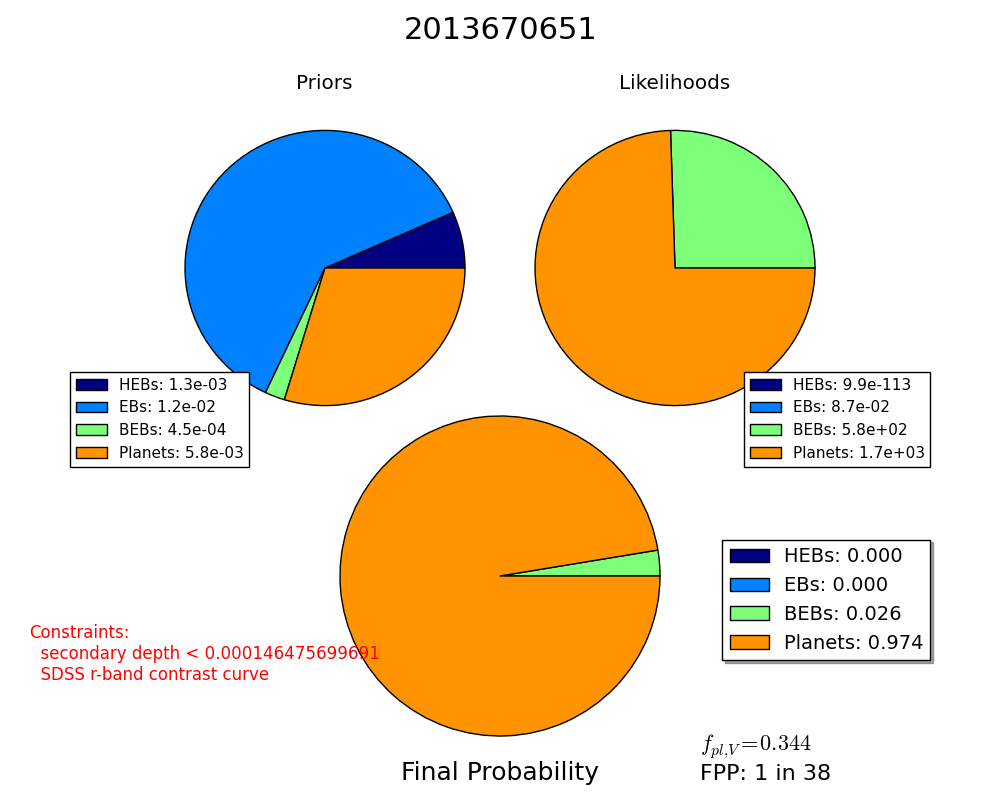 2013670651
Priors
Likelihoods
HEBs: 1.3e-03
EBs: 1.2e-02
BEBs: 4.5e-04
Planets: 5.8e-03
HEBs: 9.9e-113
EBs: 8.7e-02
BEBs: 5.8e+02
Planets: 1.7e+03
HEBs: 0.000
EBs: 0.000
BEBs: 0.026
Planets: 0.974
Constraints:
secondary depth < 0.000146475699691
SDSS r-band contrast curve
f_{pl,V}=0.344
Final Probability
FPP: 1 in 38